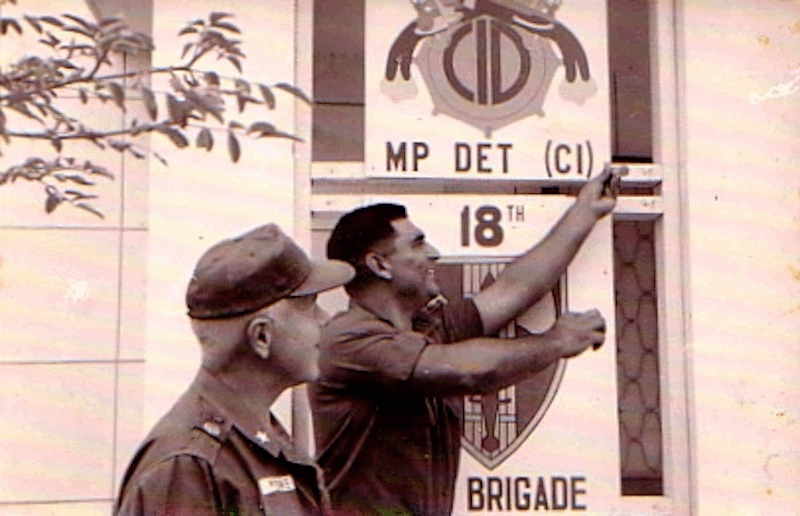 CID
MP DET (CI)
18TH
BRIGADE